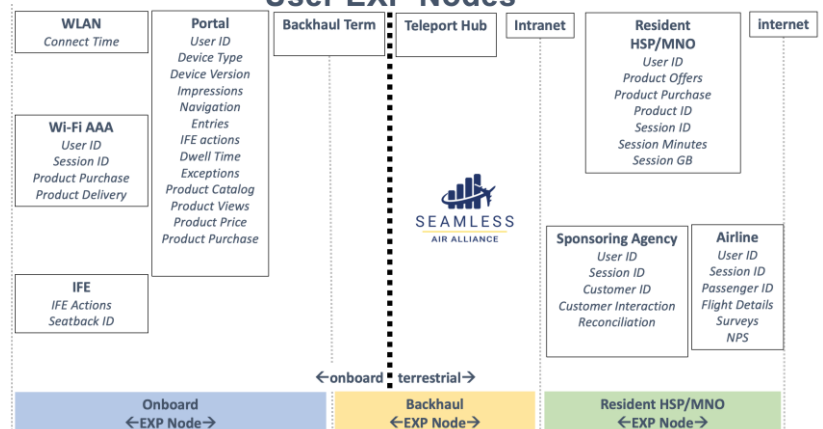 User EXP Nodes
WLAN
Connect Time
Wi-Fi AAA
User ID
Session ID
Product Purchase
Product Delivery
IFE
IFE Actions
Seatback ID
Portal
User ID
Device Type
Device Version
Impressions
Navigation
Entries
IFE actions
Dwell Time
Exceptions
Product Catalog
Product Views
Product Price
Product Purchase
Backhaul Term
Teleport Hub
Intranet
Resident
HSP/MNO
User ID
Product Offers
Product Purchase
Product ID
Session ID
Session Minutes
Session GB
internet
SEAMLESS
AIR ALLIANCE
Sponsoring Agency
User ID
Session ID
Customer ID
Customer Interaction
Reconciliation
Airline
User ID
Session ID
Passenger ID
Flight Details
Surveys
NPS
←onboard terrestrial→
Onboard
←EXP Node→
Backhaul
←EXP Node→
Resident HSP/MNO
←EXP Node→